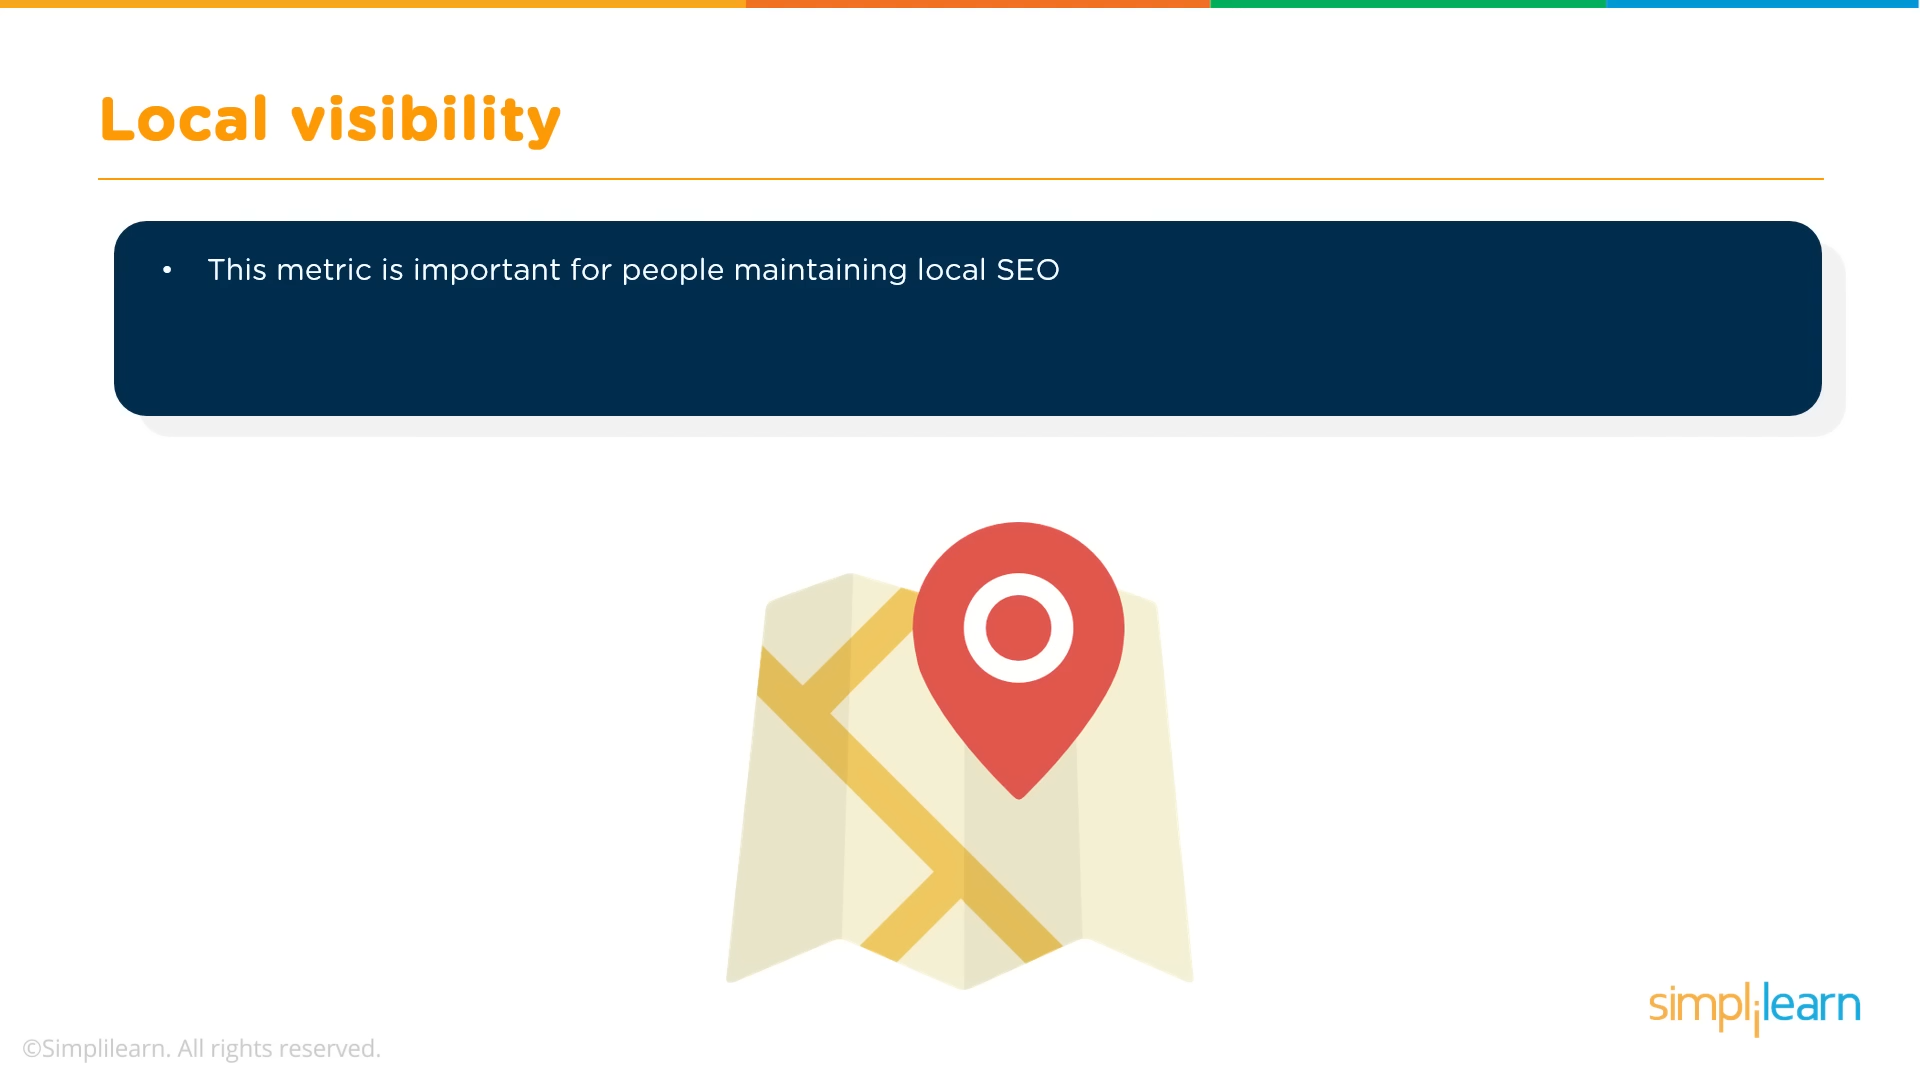 Local visibility
• This metric is important for people maintaining local SEO
simplilearn
©Simplilearn. All rights reserved.